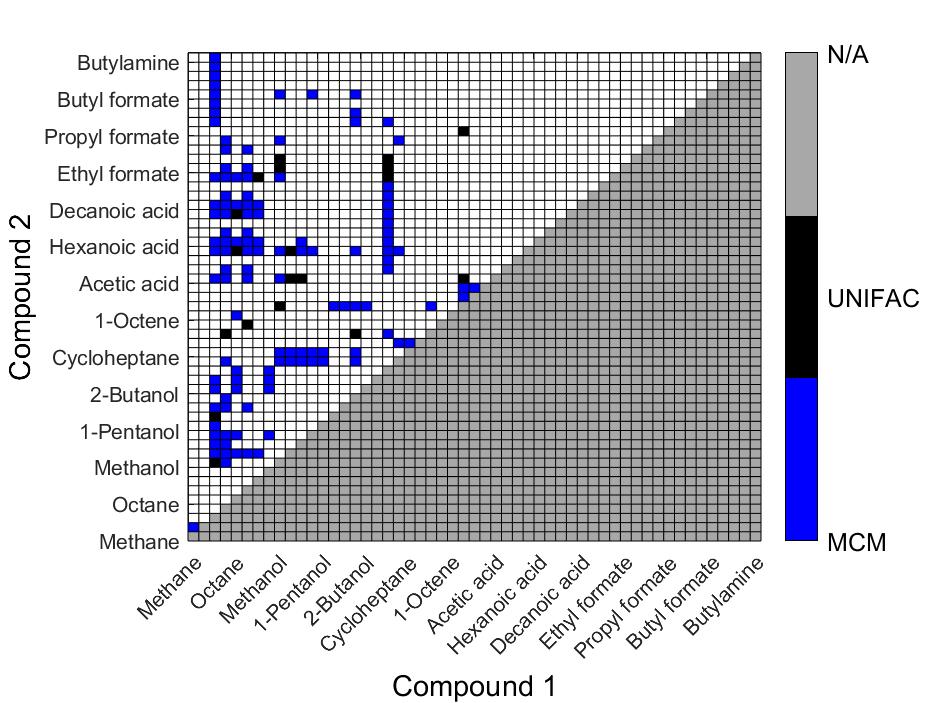 N/A
UNIFAC
MCM
Compound 2
Butylamine
Butyl formate
Propyl formate
Ethyl formate
Decanoic acid
Hexanoic acid
Acetic acid
1-Octene
Cycloheptane
2-Butanol
1-Pentanol
Methanol
Octane
Methane
Methane
Octane
Methanol
1-Pentanol
2-Butanol
Cycloheptane
1-Octene
Acetic acid
Hexanoic acid
Decanoic acid
Ethyl formate
Propyl formate
Butyl formate
Butylamine
Compound 1